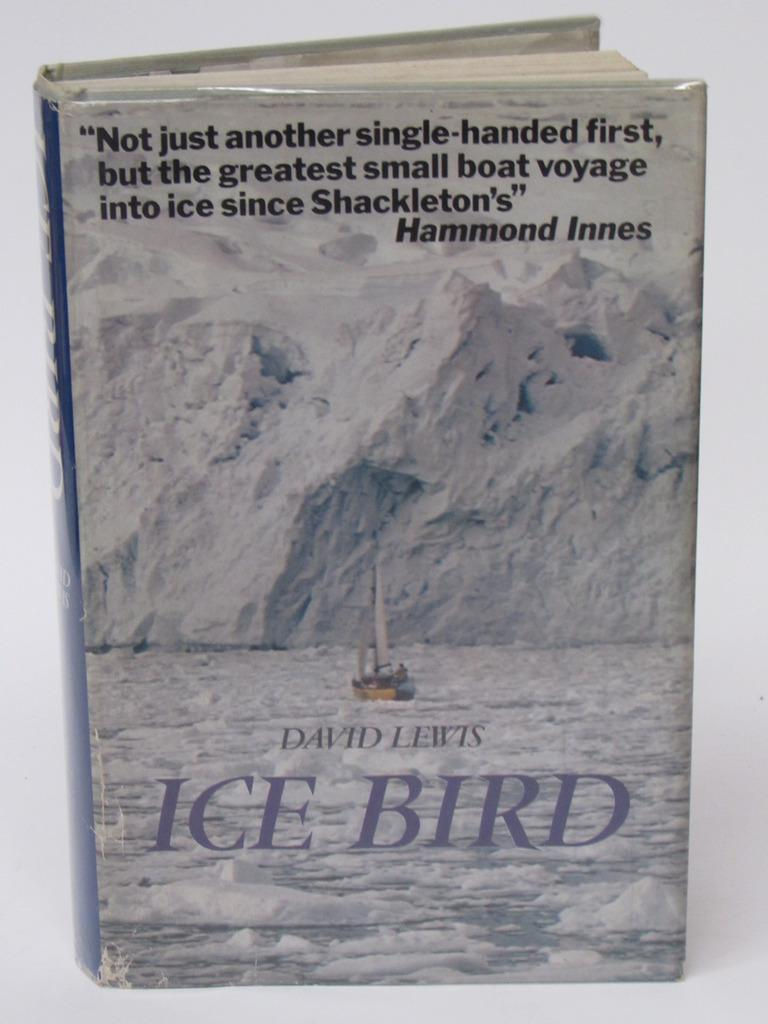 “Not just another single-handed first,
but the greatest small boat voyage
into ice since Shackleton's”
Hammond Innes
DAVID LEWIS
ICE BIRD